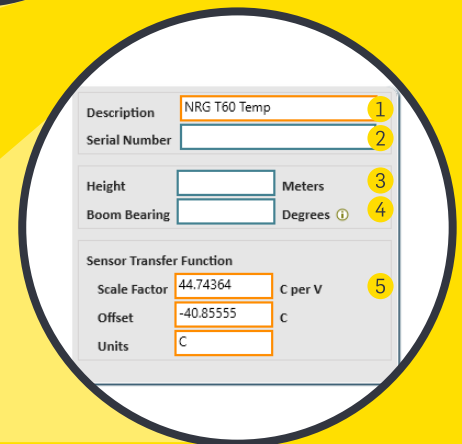 Description NRG T60 Temp 1
Serial Number 2
Height Meters 3
Boom Bearing Degrees i 4
Sensor Transfer Function
Scale Factor 44.74364 C per V 5
Offset -40.85555 C
Units C